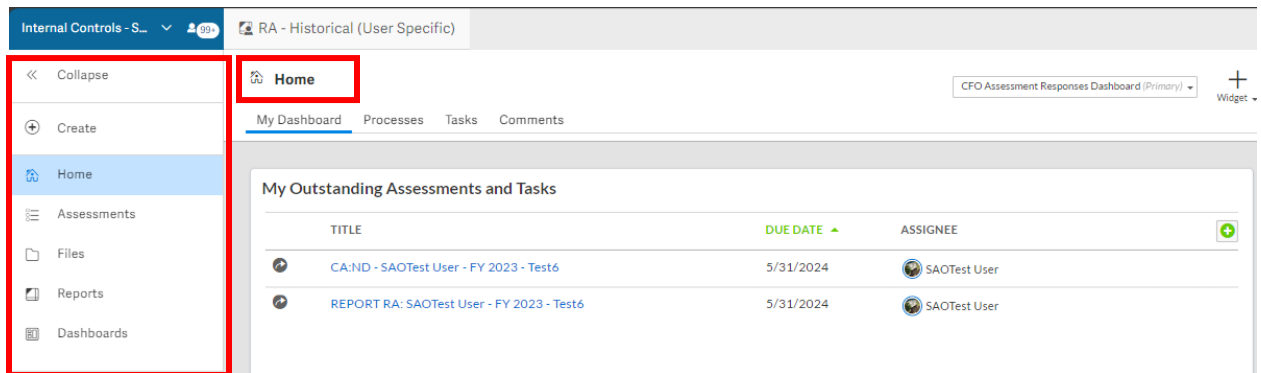 Internal Controls - S... 99+ RA - Historical (User Specific)
Collapse
Create
Home
Assessments
Files
Reports
Dashboards
Home
CFO Assessment Responses Dashboard (Primary)
Widget
My Dashboard Processes Tasks Comments
My Outstanding Assessments and Tasks
TITLE DUE DATE ASSIGNEE
CA:ND - SAOTest User - FY 2023 - Test6 5/31/2024 SAOTest User
REPORT RA: SAOTest User - FY 2023 - Test6 5/31/2024 SAOTest User